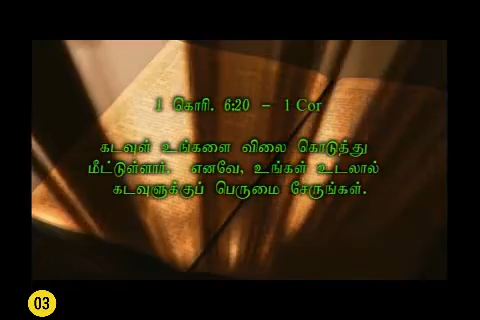 1 கொரி. 6:20 - 1 Cor
கடவுள் உங்களை விலை கொடுத்து
மீட்டுள்ளார். எனவே, உங்கள் உடலால்
கடவுளுக்குப் பெருமை சேருங்கள்.
03